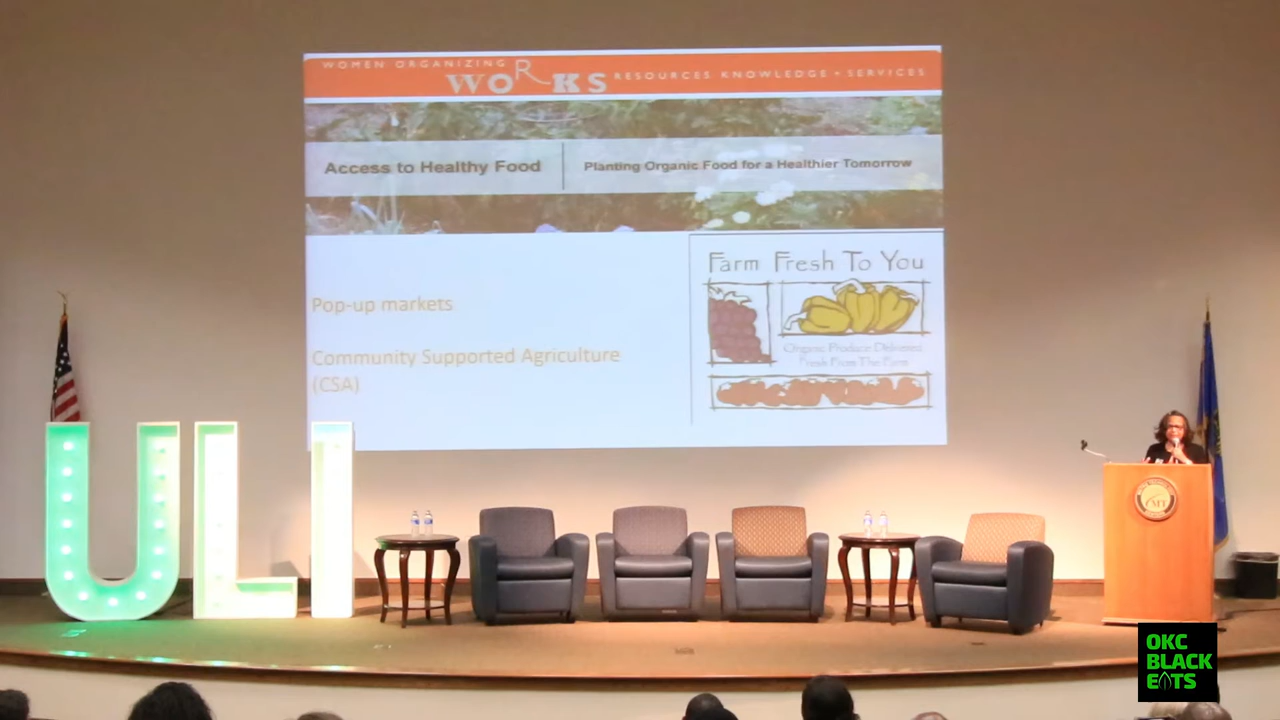 WOMEN ORGANIZING
WORKS
RESOURCES KNOWLEDGE + SERVICES
Access to Healthy Food
Planting Organic Food for a Healthier Tomorrow
Farm Fresh To You
Pop-up markets
Organic Produce Delivered
Fresh From The Farm
Community Supported Agriculture
(CSA)
ULI
MT
OKC
BLACK
EATS